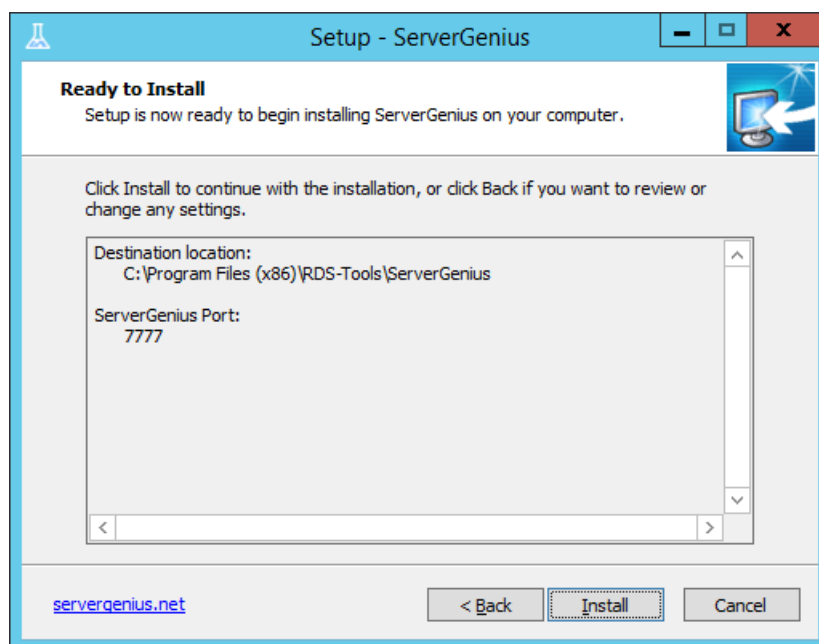 Setup - ServerGenius
Ready to Install
Setup is now ready to begin installing ServerGenius on your computer.
Click Install to continue with the installation, or click Back if you want to review or
change any settings.
Destination location:
C:\Program Files (x86)\RDS-Tools\ServerGenius
ServerGenius Port:
7777
servergenius.net
< Back
Install
Cancel